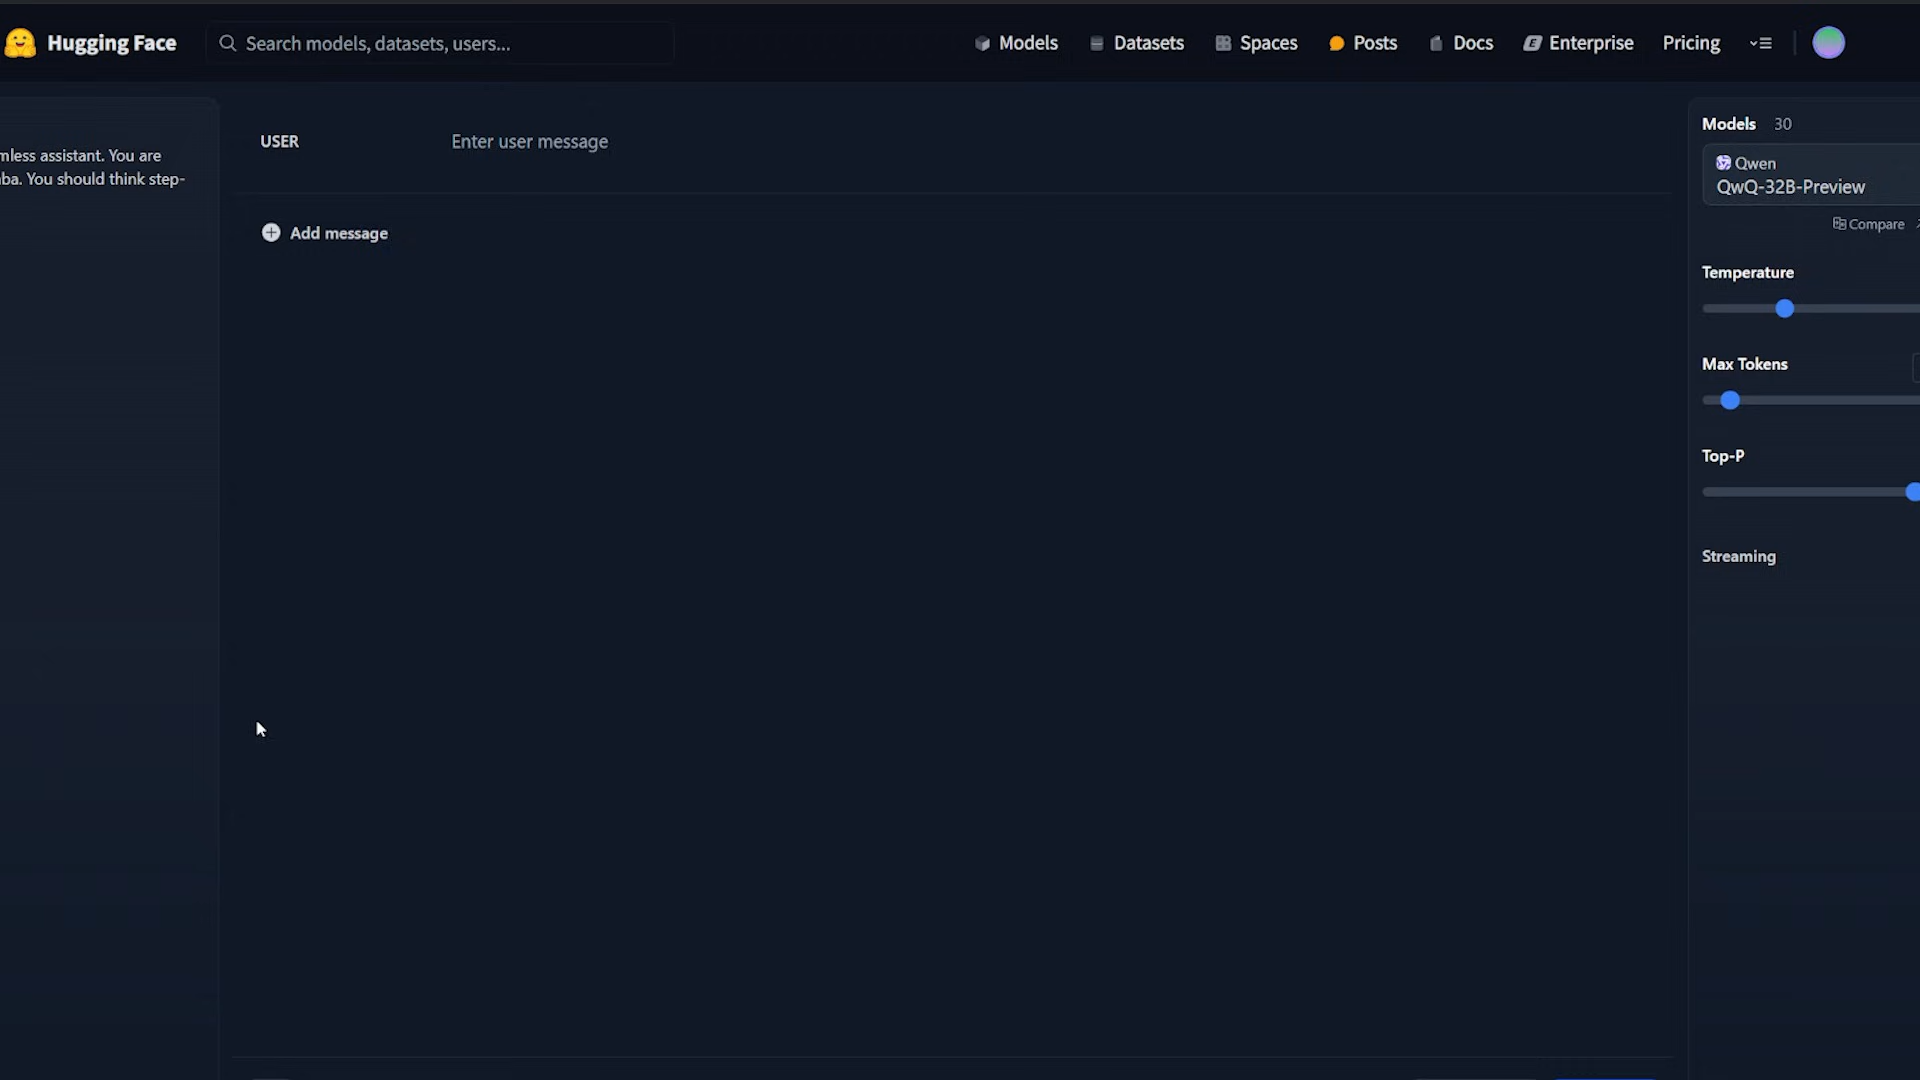 Hugging Face
Search models, datasets, users...
Models
Datasets
Spaces
Posts
Docs
Enterprise
Pricing
mless assistant. You are
ba. You should think step-
USER
Enter user message
Add message
Models 30
Qwen
QwQ-32B-Preview
Compare
Temperature
Max Tokens
Top-P
Streaming